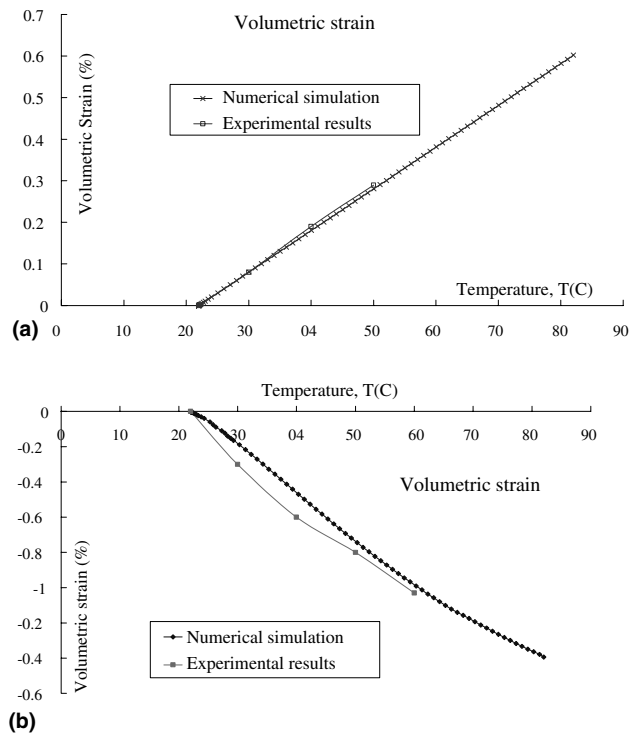 Volumetric strain
0.7
0.6
0.5
0.4
0.3
0.2
0.1
0
Volumetric Strain (%)
Numerical simulation
Experimental results
Temperature, T(C)
0 10 20 30 04 50 60 70 80 90
(a)
Temperature, T(C)
0
-0.2
-0.4
-0.6
-0.8
-1
-0.2
-0.4
-0.6
0 10 20 30 04 50 60 70 80 90
Volumetric strain
Volumetric strain (%)
Numerical simulation
Experimental results
(b)